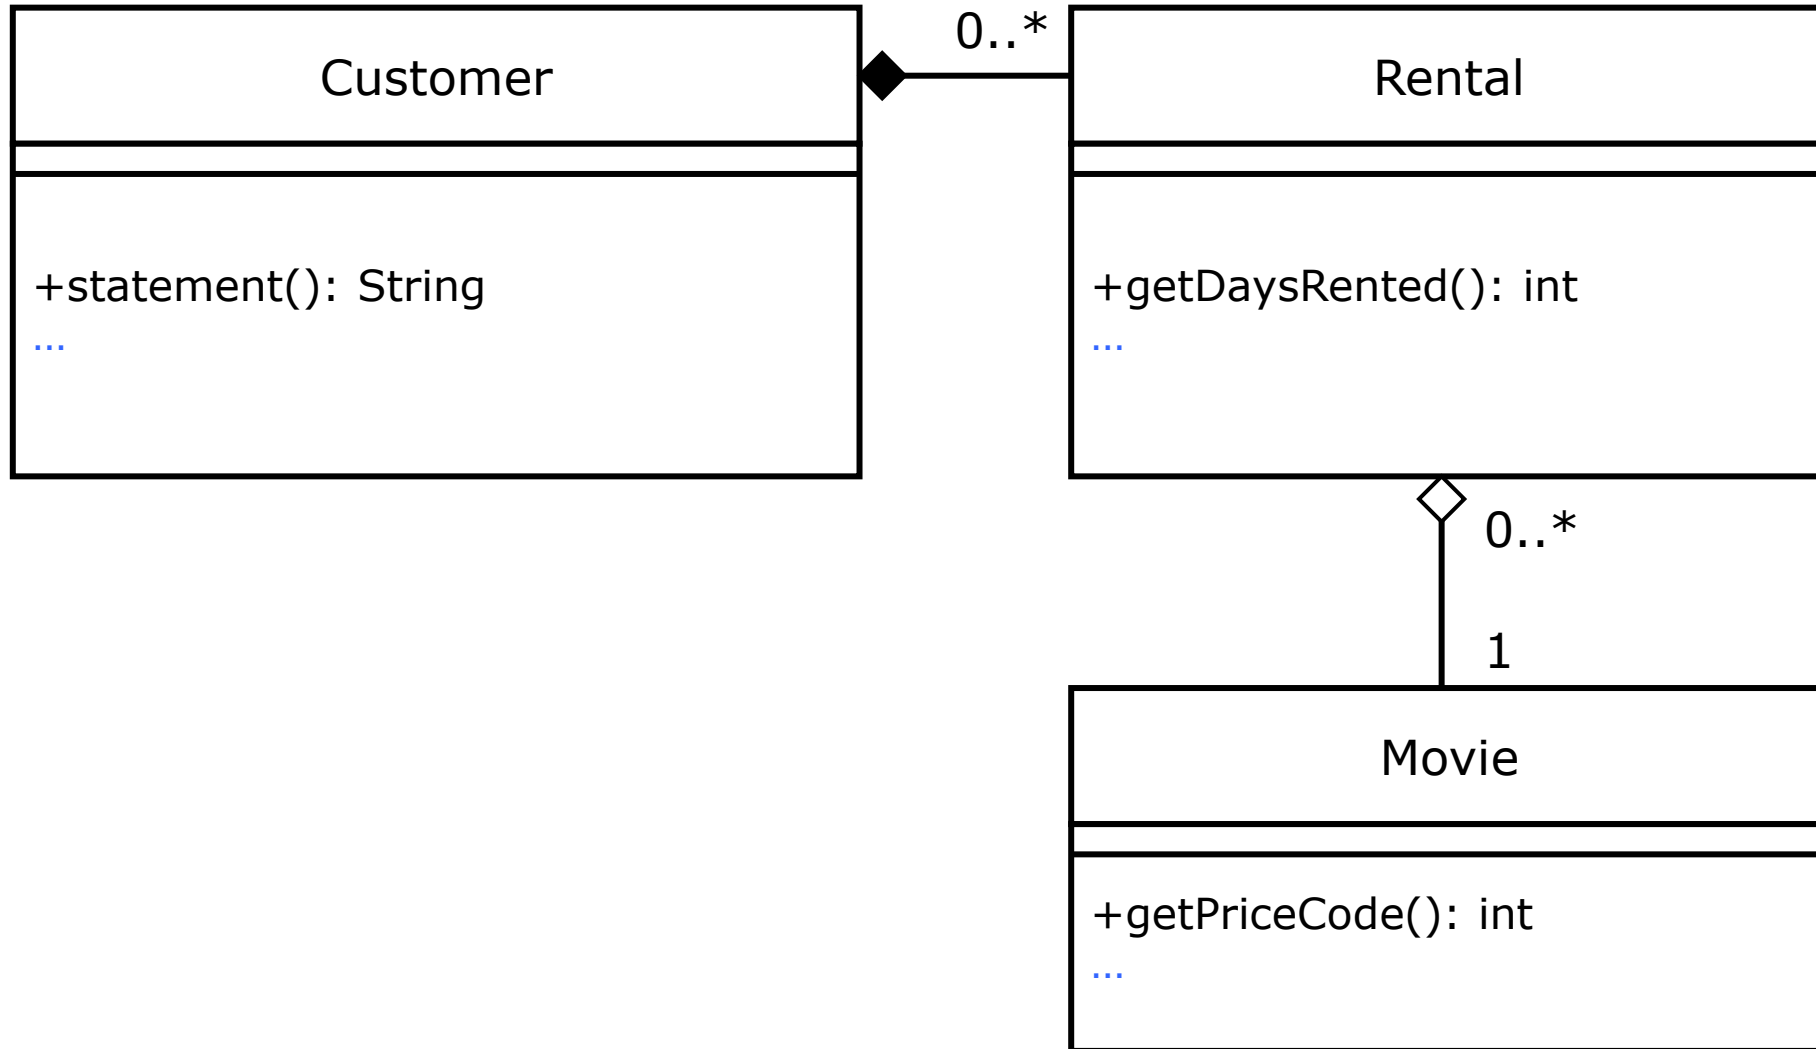 Customer
0..*
Rental
+statement(): String
...
+getDaysRented(): int
...
0..*
1
Movie
+getPriceCode(): int
...